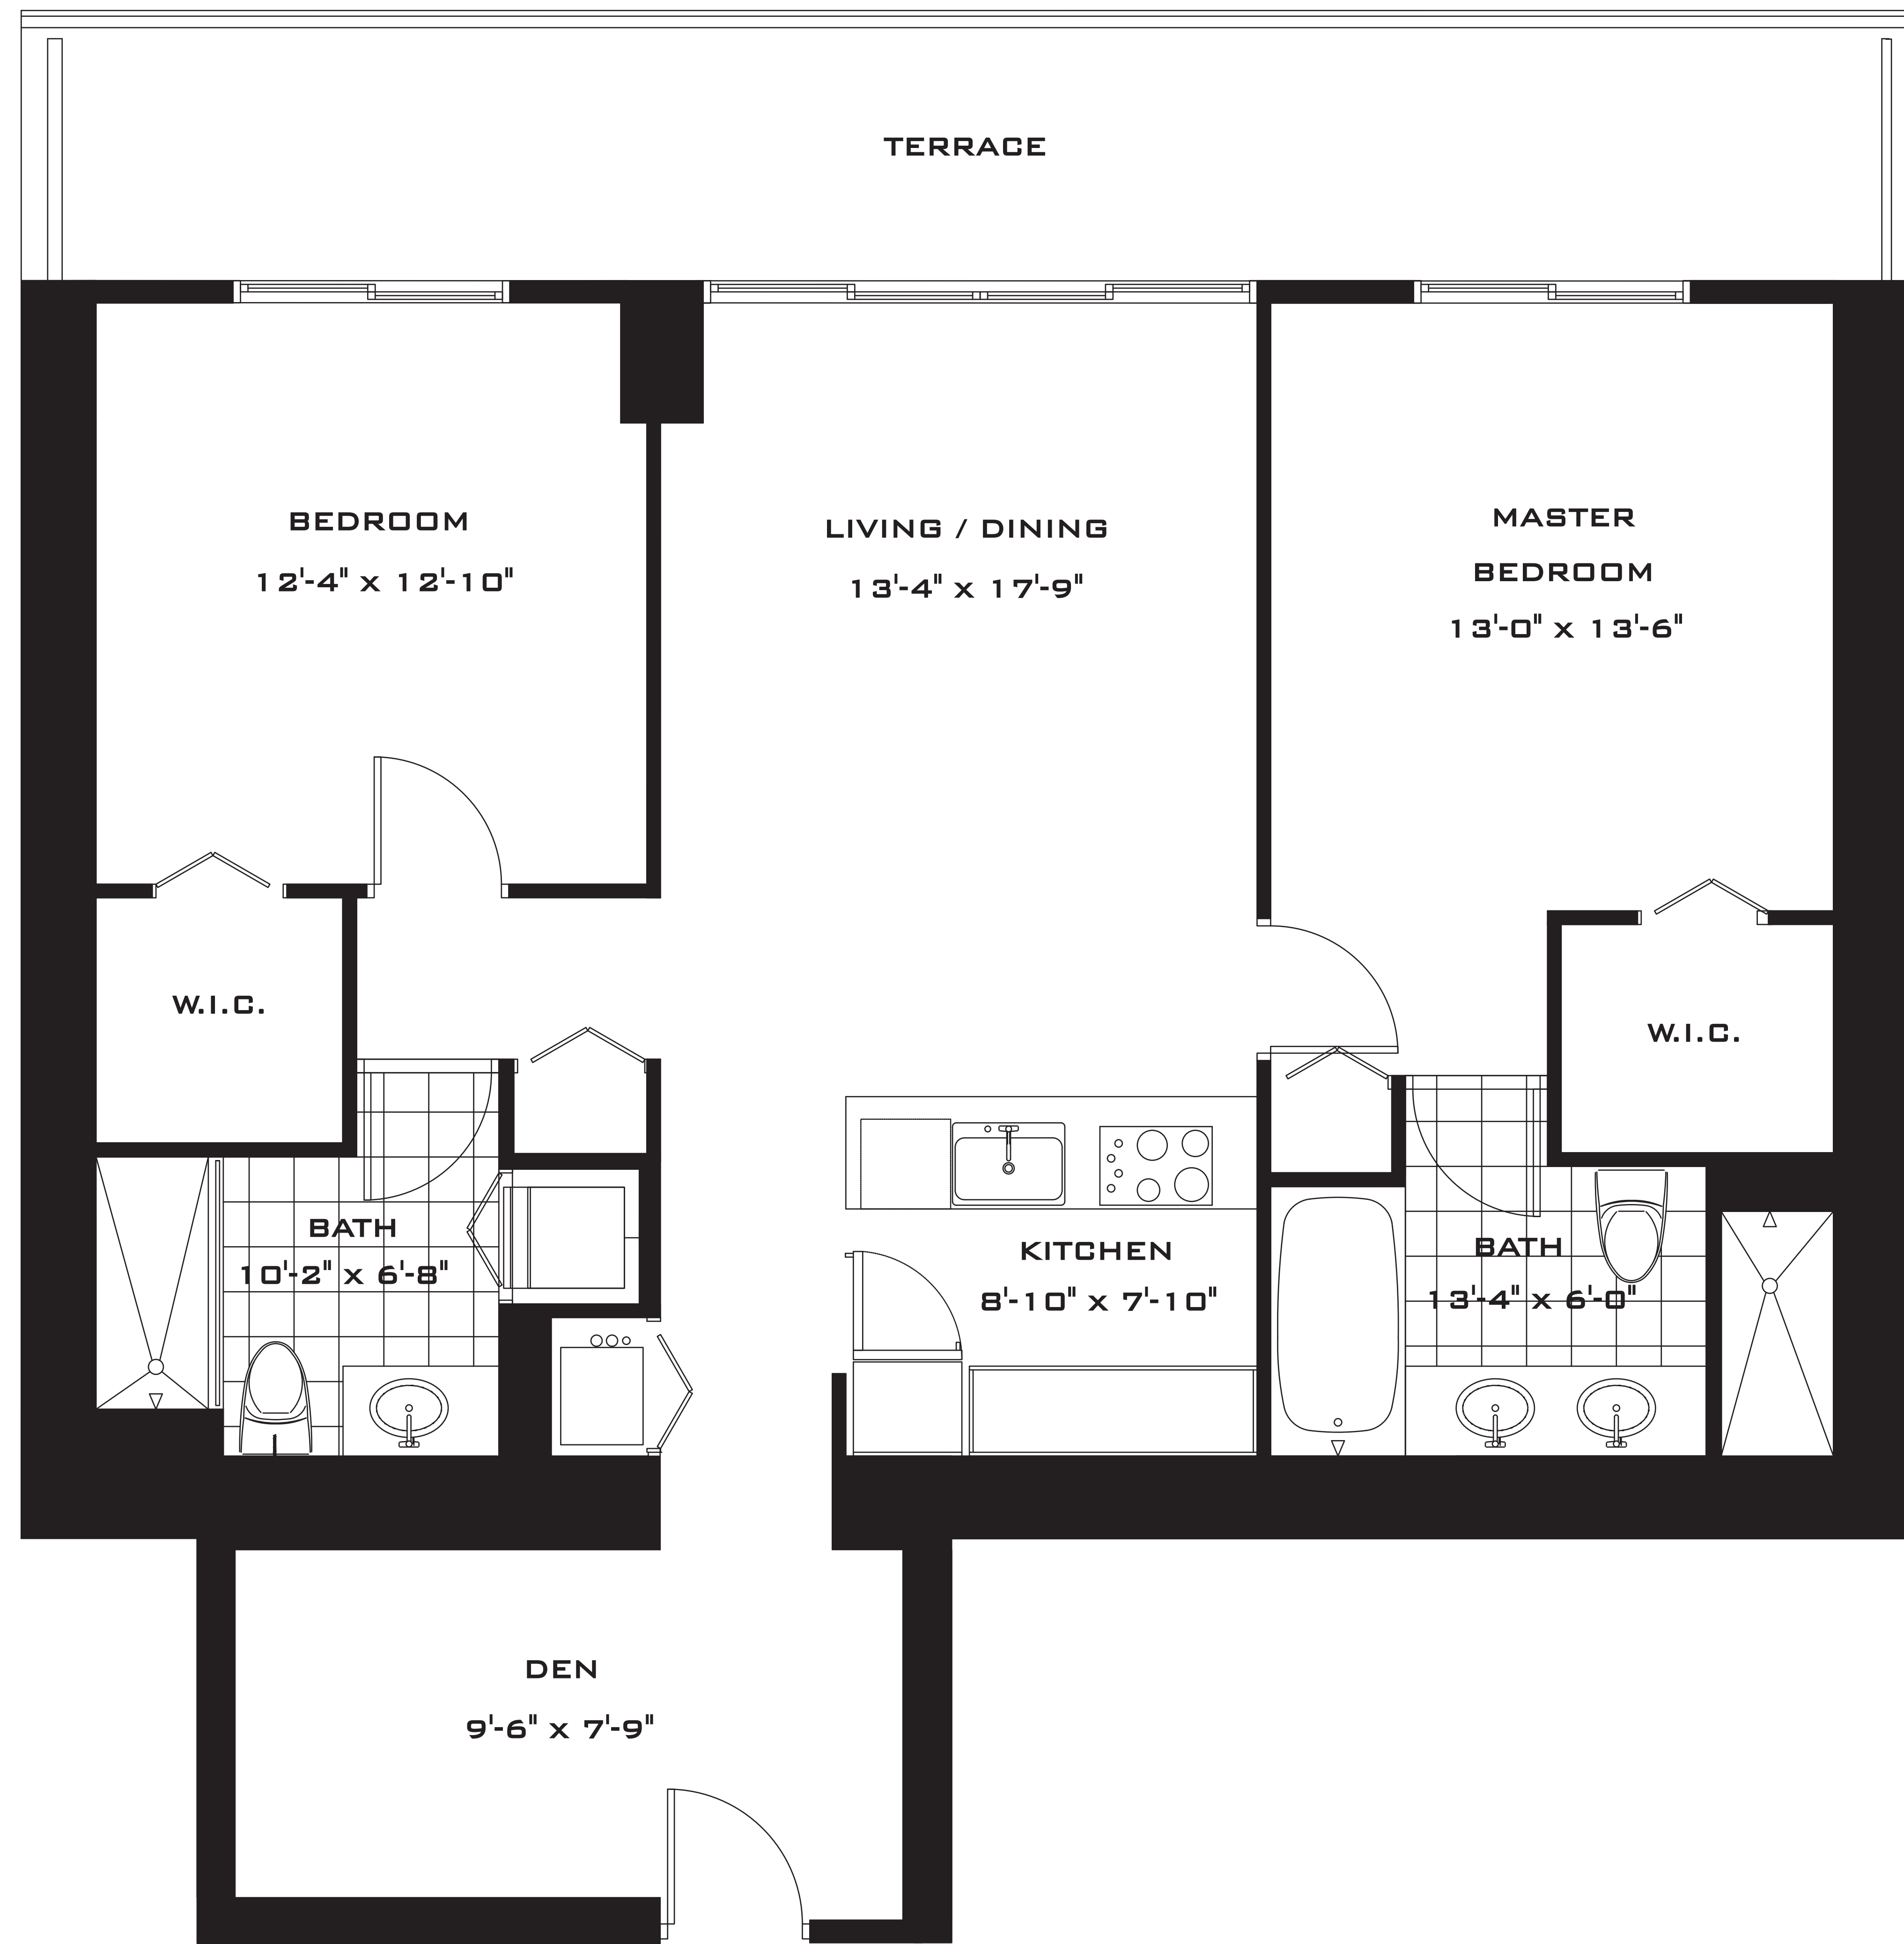 TERRACE
BEDROOM
12'-4" x 12'-10"
LIVING / DINING
13'-4" x 17'-9"
MASTER
BEDROOM
13'-0" x 13'-6"
W.I.C.
W.I.C.
BATH
10'-2" x 6'-8"
KITCHEN
8'-10" x 7'-10"
BATH
13'-4" x 6'-0"
DEN
9'-6" x 7'-9"